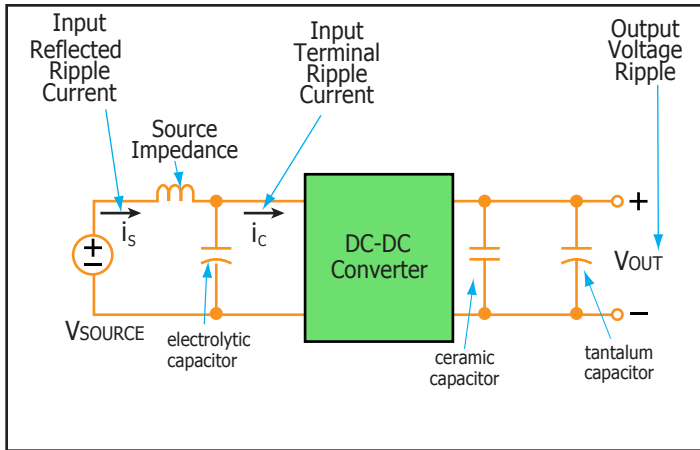 Input
Reflected
Ripple
Current
Input
Terminal
Ripple
Current
Output
Voltage
Ripple
Source
Impedance
iS
iC
DC-DC
Converter
+
−
+
−
VOUT
VSOURCE
electrolytic
capacitor
ceramic
capacitor
tantalum
capacitor